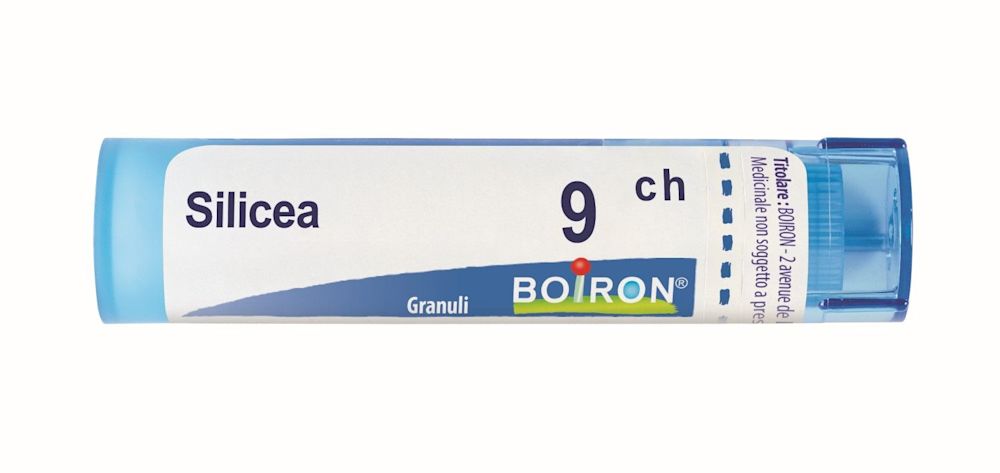 Silicea
9 ch
Granuli
BOIRON®
Titolare: BOIRON - 2 avenue de
Medicinale non soggetto a pres